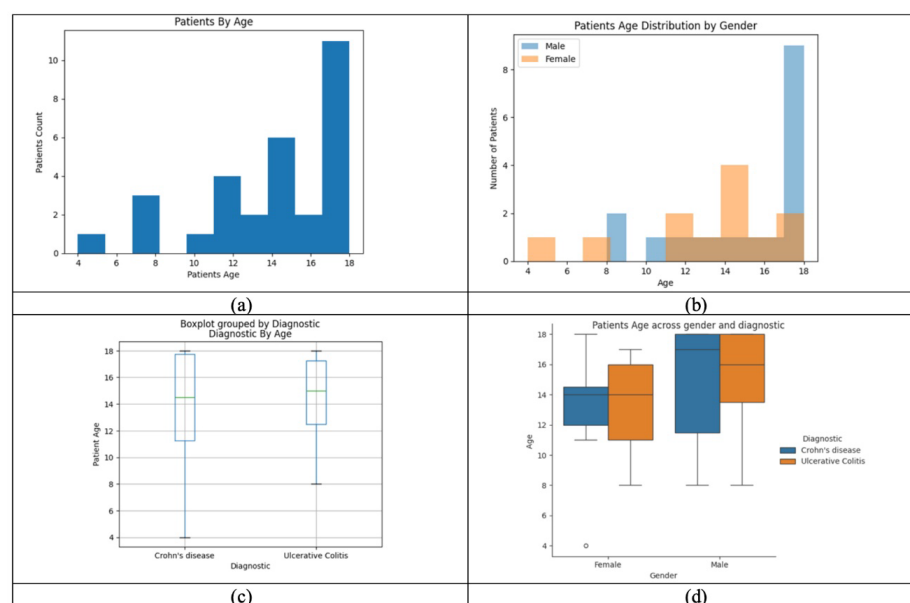 Patients By Age
10
8
6
4
2
0
Patients Count
4 6 8 10 12 14 16 18
Patients Age
(a)
Patients Age Distribution by Gender
Male
Female
8
6
4
2
0
Number of Patients
4 6 8 10 12 14 16 18
Age
(b)
Boxplot grouped by Diagnostic
Diagnostic By Age
18
16
14
12
10
8
6
4
Patient Age
Crohn's disease Ulcerative Colitis
Diagnostic
(c)
Patients Age across gender and diagnostic
18
16
14
12
10
8
6
4
Age
Diagnostic
Crohn's disease
Ulcerative Colitis
Female Male
Gender
(d)